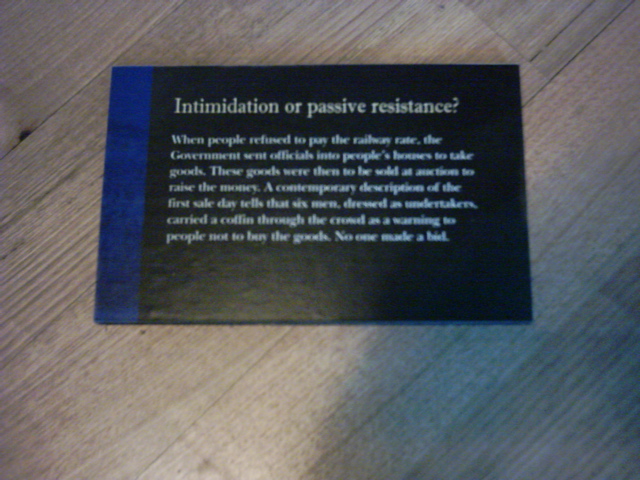 Intimidation or passive resistance?
When people refused to pay the railway rate, the
Government sent officials into people's houses to take
goods. These goods were then to be sold at auction to
raise the money. A contemporary description of the
first sale day tells that six men, dressed as undertakers,
carried a coffin through the crowd as a warning to
people not to buy the goods. No one made a bid.